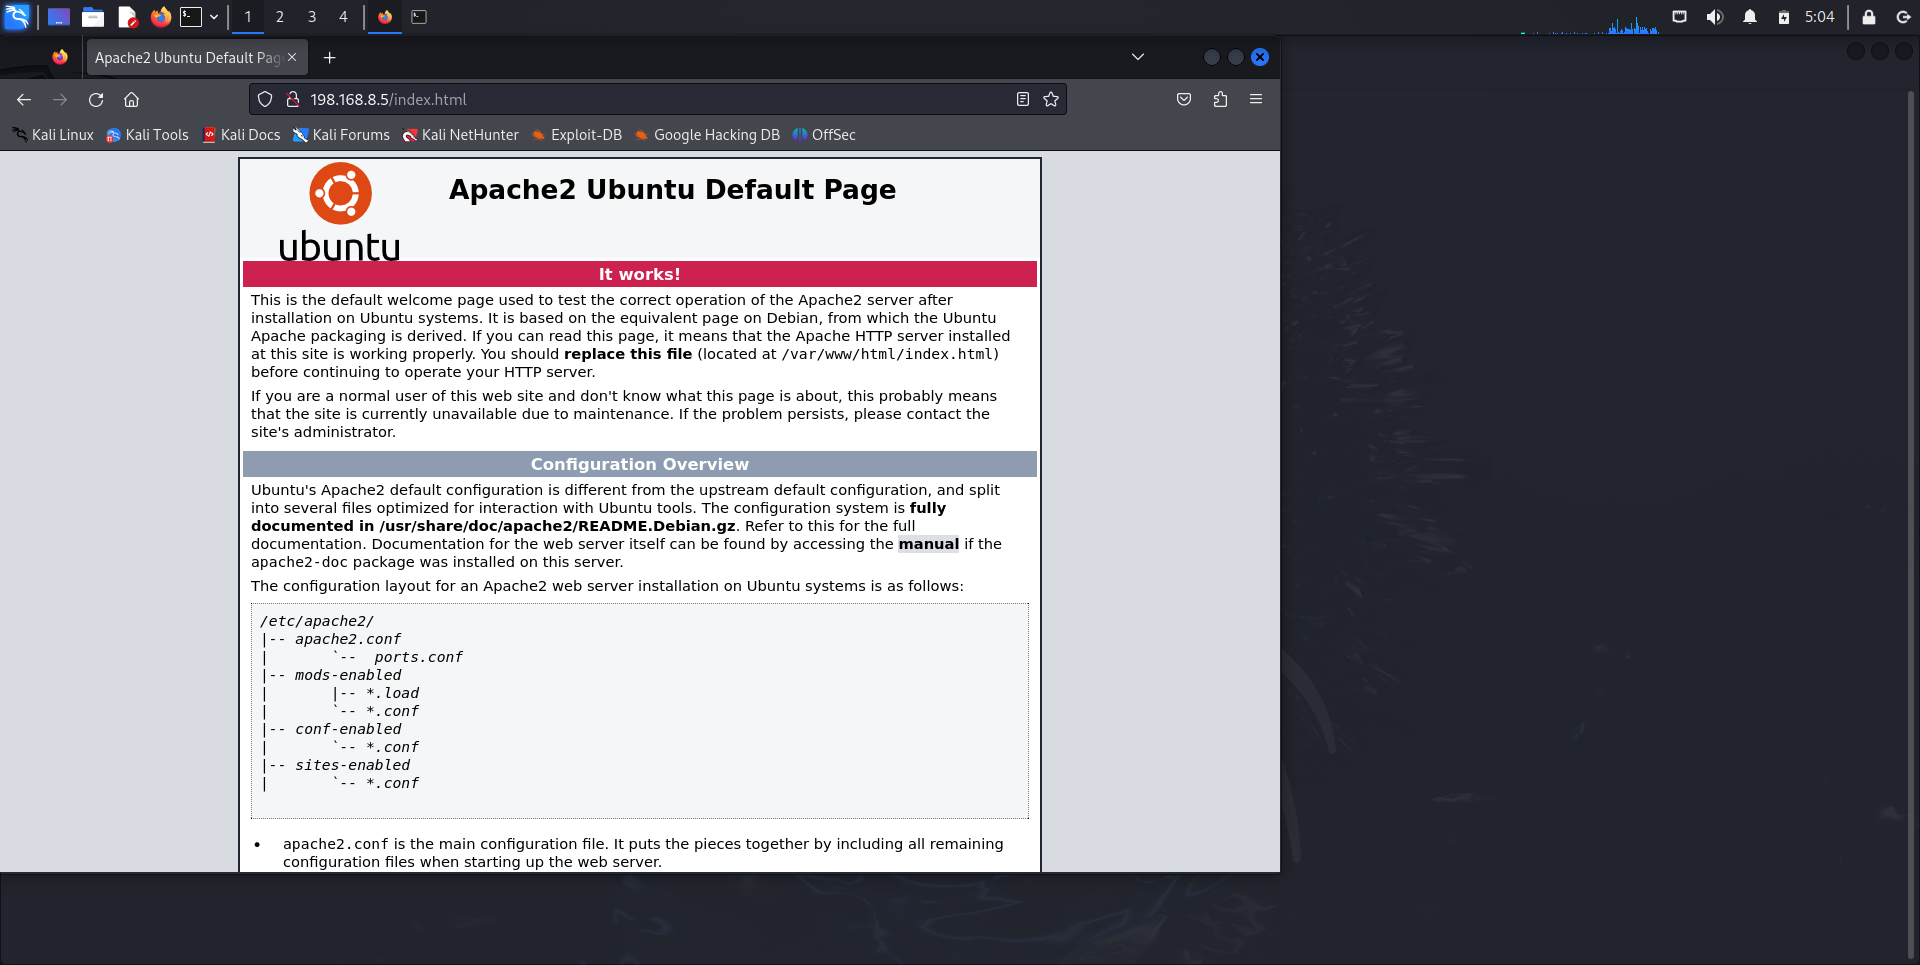 1 2 3 4
5:04
Apache2 Ubuntu Default Pag
198.168.8.5/index.html
Kali Linux Kali Tools Kali Docs Kali Forums Kali NetHunter Exploit-DB Google Hacking DB OffSec
ubuntu
Apache2 Ubuntu Default Page
It works!
This is the default welcome page used to test the correct operation of the Apache2 server after
installation on Ubuntu systems. It is based on the equivalent page on Debian, from which the Ubuntu
Apache packaging is derived. If you can read this page, it means that the Apache HTTP server installed
at this site is working properly. You should replace this file (located at /var/www/html/index.html)
before continuing to operate your HTTP server.
If you are a normal user of this web site and don't know what this page is about, this probably means
that the site is currently unavailable due to maintenance. If the problem persists, please contact the
site's administrator.
Configuration Overview
Ubuntu's Apache2 default configuration is different from the upstream default configuration, and split
into several files optimized for interaction with Ubuntu tools. The configuration system is fully
documented in /usr/share/doc/apache2/README.Debian.gz. Refer to this for the full
documentation. Documentation for the web server itself can be found by accessing the manual if the
apache2-doc package was installed on this server.
The configuration layout for an Apache2 web server installation on Ubuntu systems is as follows:
/etc/apache2/
|-- apache2.conf
|       `--  ports.conf
|-- mods-enabled
|       |-- *.load
|       `-- *.conf
|-- conf-enabled
|       `-- *.conf
|-- sites-enabled
|       `-- *.conf
• apache2.conf is the main configuration file. It puts the pieces together by including all remaining
configuration files when starting up the web server.